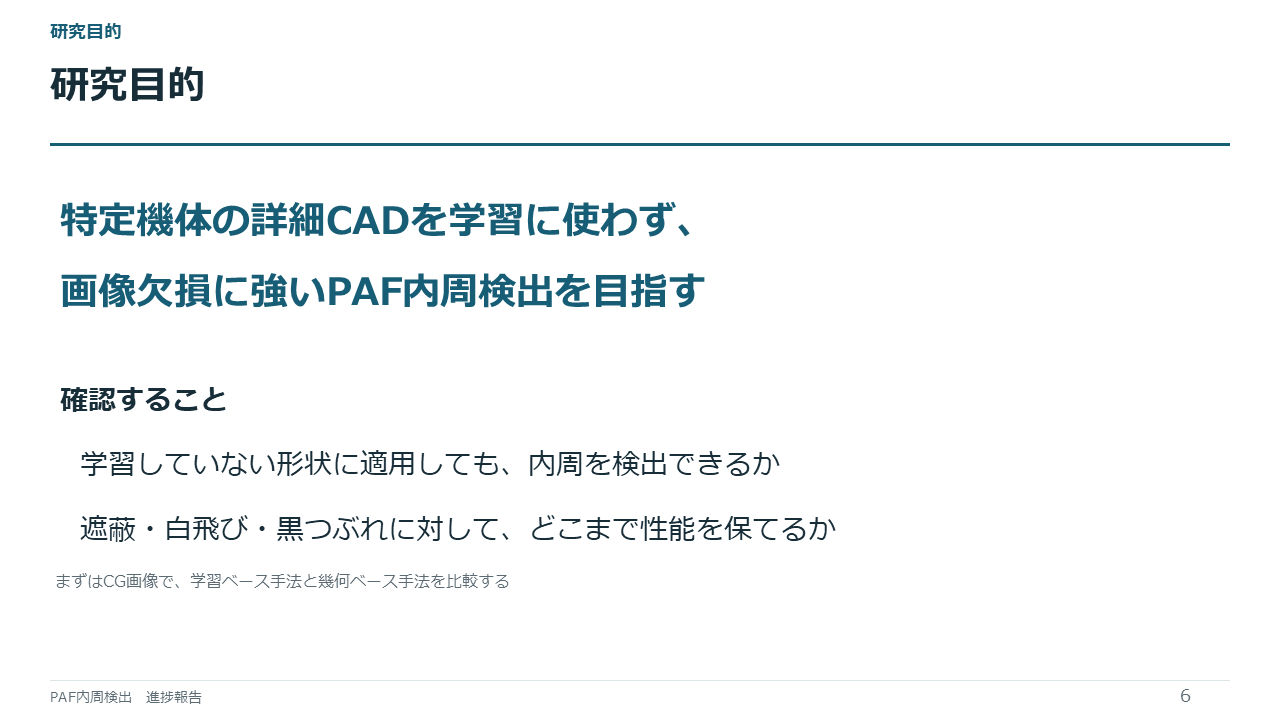 研究目的
研究目的
特定機体の詳細CADを学習に使わず、
画像欠損に強いPAF内周検出を目指す
確認すること
学習していない形状に適用しても、内周を検出できるか
遮蔽・白飛び・黒つぶれに対して、どこまで性能を保てるか
まずはCG画像で、学習ベース手法と幾何ベース手法を比較する
PAF内周検出　進捗報告
6